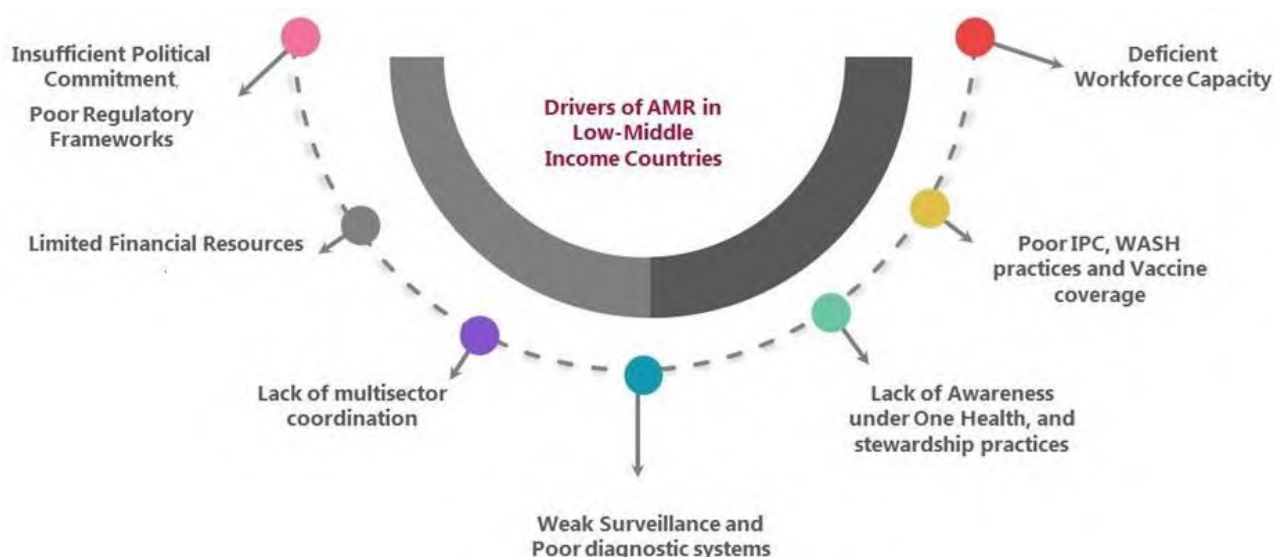 Insufficient Political
Commitment,
Poor Regulatory
Frameworks
Limited Financial Resources
Lack of multisector
coordination
Weak Surveillance and
Poor diagnostic systems
Lack of Awareness
under One Health, and
stewardship practices
Poor IPC, WASH
practices and Vaccine
coverage
Deficient
Workforce Capacity
Drivers of AMR in
Low-Middle
Income Countries